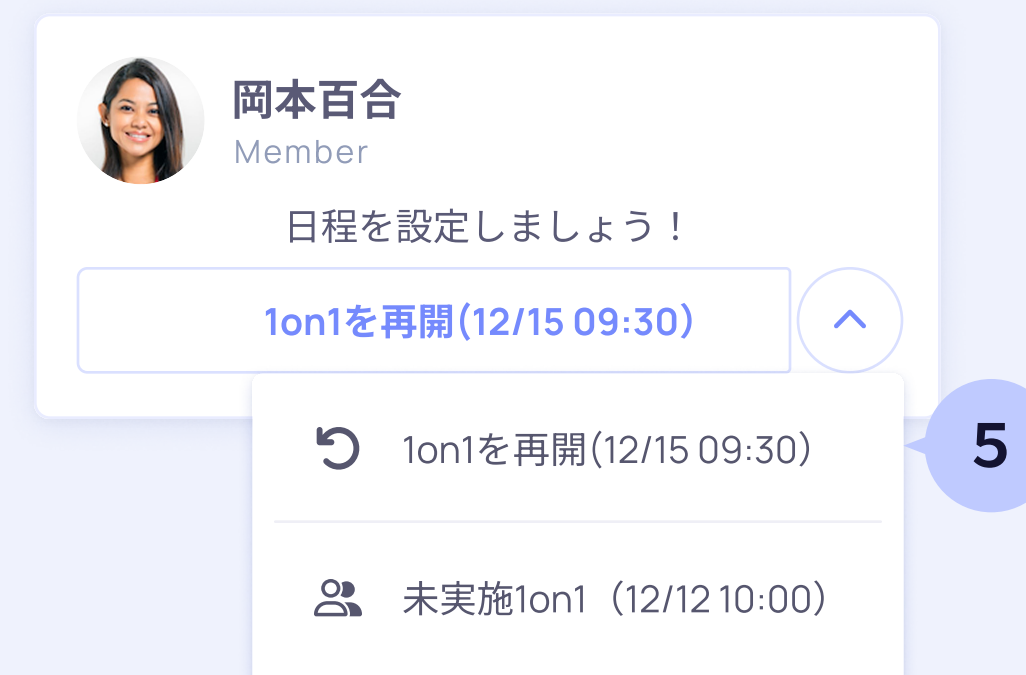 岡本百合
Member
日程を設定しましょう！
1on1を再開(12/15 09:30)
1on1を再開(12/15 09:30)
5
未実施1on1（12/12 10:00)